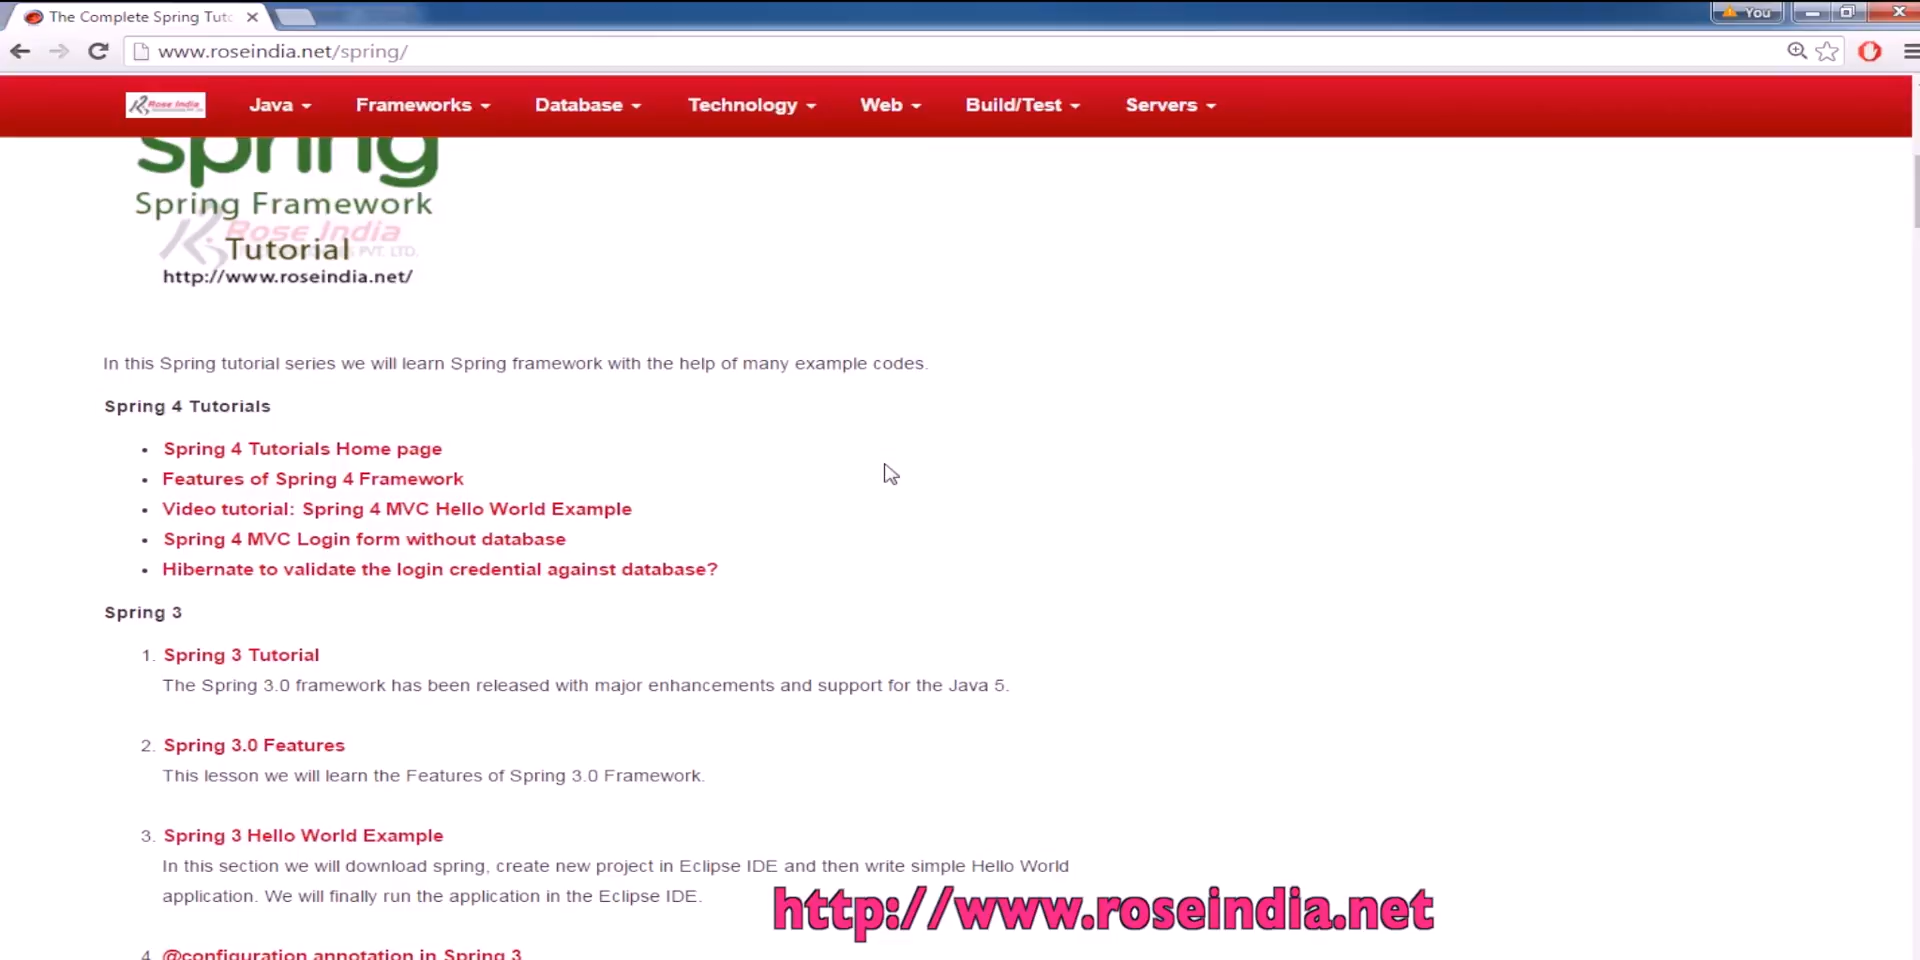 The Complete Spring Tuto
You
www.roseindia.net/spring/
Rose India
Java
Frameworks
Database
Technology
Web
Build/Test
Servers
spring
Spring Framework
Rose India
Tutorial
PVT. LTD.
http://www.roseindia.net/
In this Spring tutorial series we will learn Spring framework with the help of many example codes.
Spring 4 Tutorials
• Spring 4 Tutorials Home page
• Features of Spring 4 Framework
• Video tutorial: Spring 4 MVC Hello World Example
• Spring 4 MVC Login form without database
• Hibernate to validate the login credential against database?
Spring 3
1. Spring 3 Tutorial
The Spring 3.0 framework has been released with major enhancements and support for the Java 5.
2. Spring 3.0 Features
This lesson we will learn the Features of Spring 3.0 Framework.
3. Spring 3 Hello World Example
In this section we will download spring, create new project in Eclipse IDE and then write simple Hello World
application. We will finally run the application in the Eclipse IDE.
http://www.roseindia.net
4. @configuration annotation in Spring 3